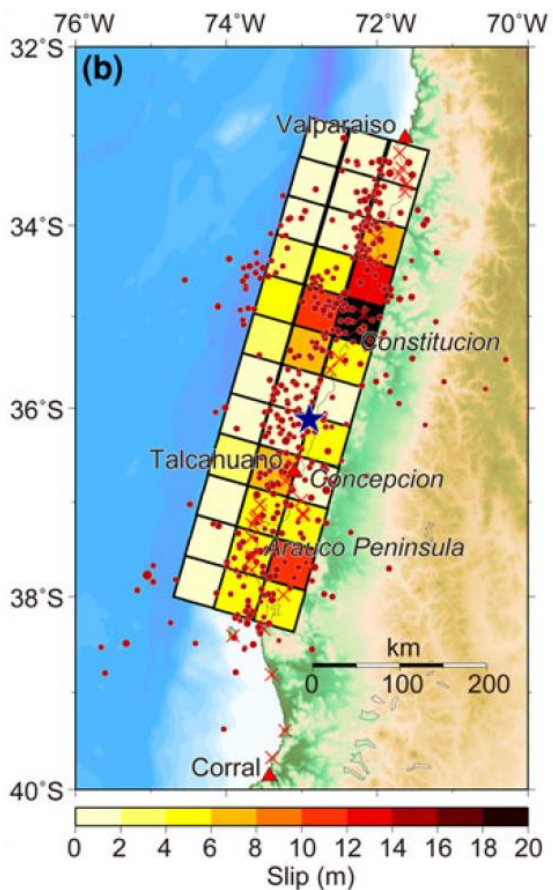 76°W 74°W 72°W 70°W
32°S
(b)
Valparaiso
34°S
Constitucion
36°S
Talcahuano
Concepcion
Arauco Peninsula
38°S
km
0 100 200
Corral
40°S
0 2 4 6 8 10 12 14 16 18 20
Slip (m)